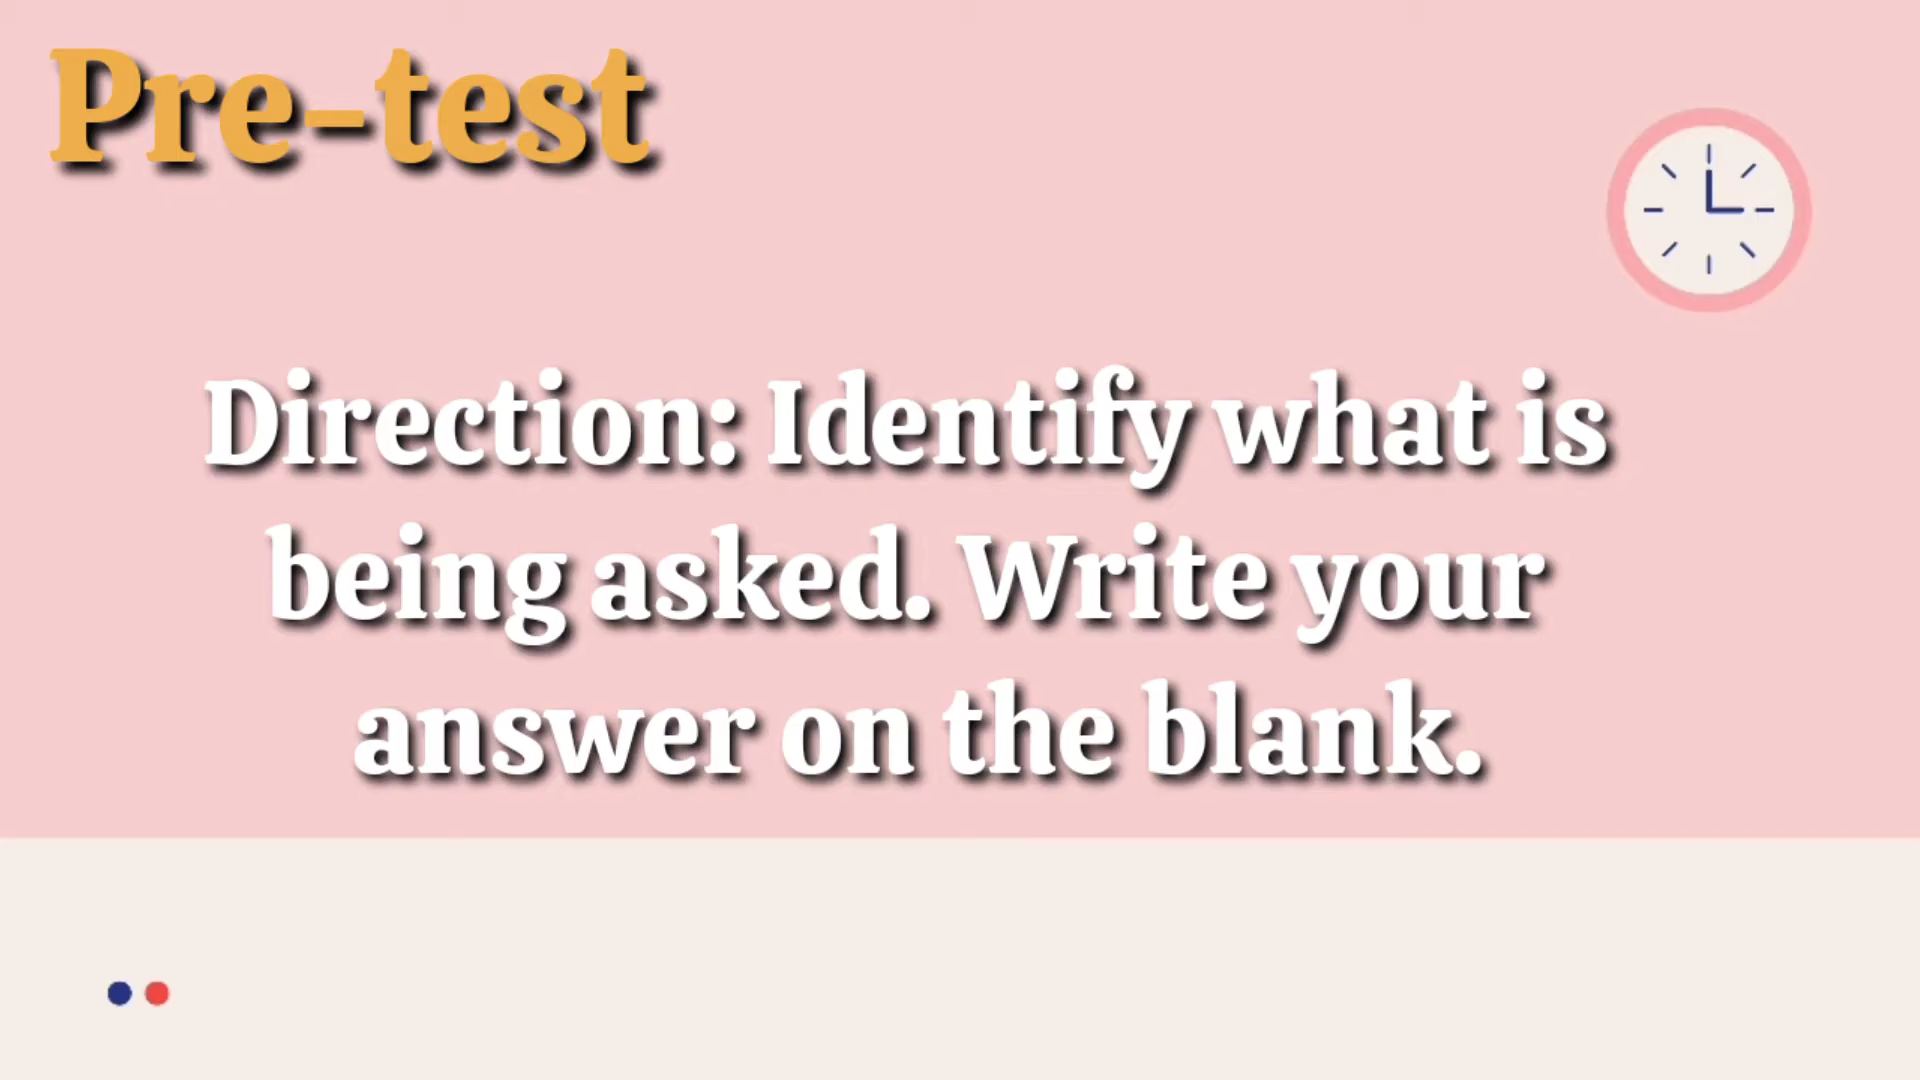 Pre-test
Direction: Identify what is
being asked. Write your
answer on the blank.